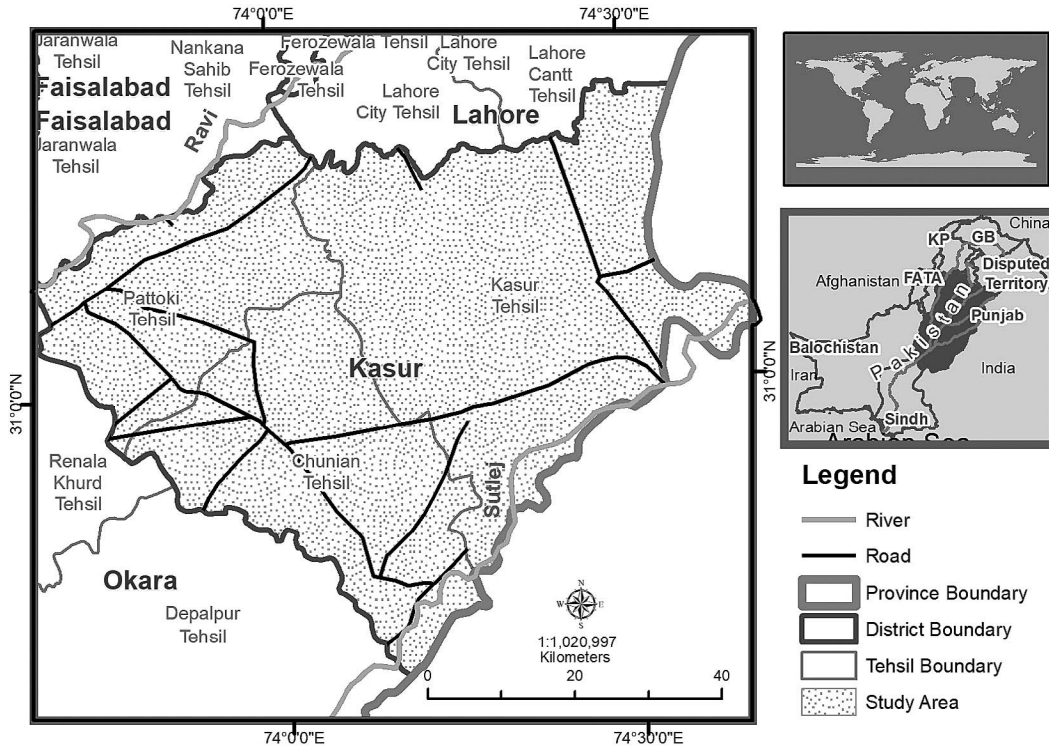 74°0'0"E
74°30'0"E
Jaranwala
Tehsil
Nankana
Sahib
Tehsil
Ferozewala Tehsil
Ferozewala
Tehsil
Lahore
City Tehsil
Lahore
Cantt
Tehsil
Faisalabad
Faisalabad
Jaranwala
Tehsil
Ravi
Lahore
City Tehsil
Lahore
Pattoki
Tehsil
Kasur
Tehsil
Kasur
31°0'0"N
31°0'0"N
Renala
Khurd
Tehsil
Chunian
Tehsil
Sutlej
Okara
Depalpur
Tehsil
N
W
E
S
1:1,020,997
Kilometers
0
20
40
74°0'0"E
74°30'0"E
China
KP
GB
Afghanistan
FATA
Disputed
Territory
Pakistan
Punjab
Balochistan
Iran
India
Arabian Sea
Sindh
Arabian Sea
Legend
River
Road
Province Boundary
District Boundary
Tehsil Boundary
Study Area